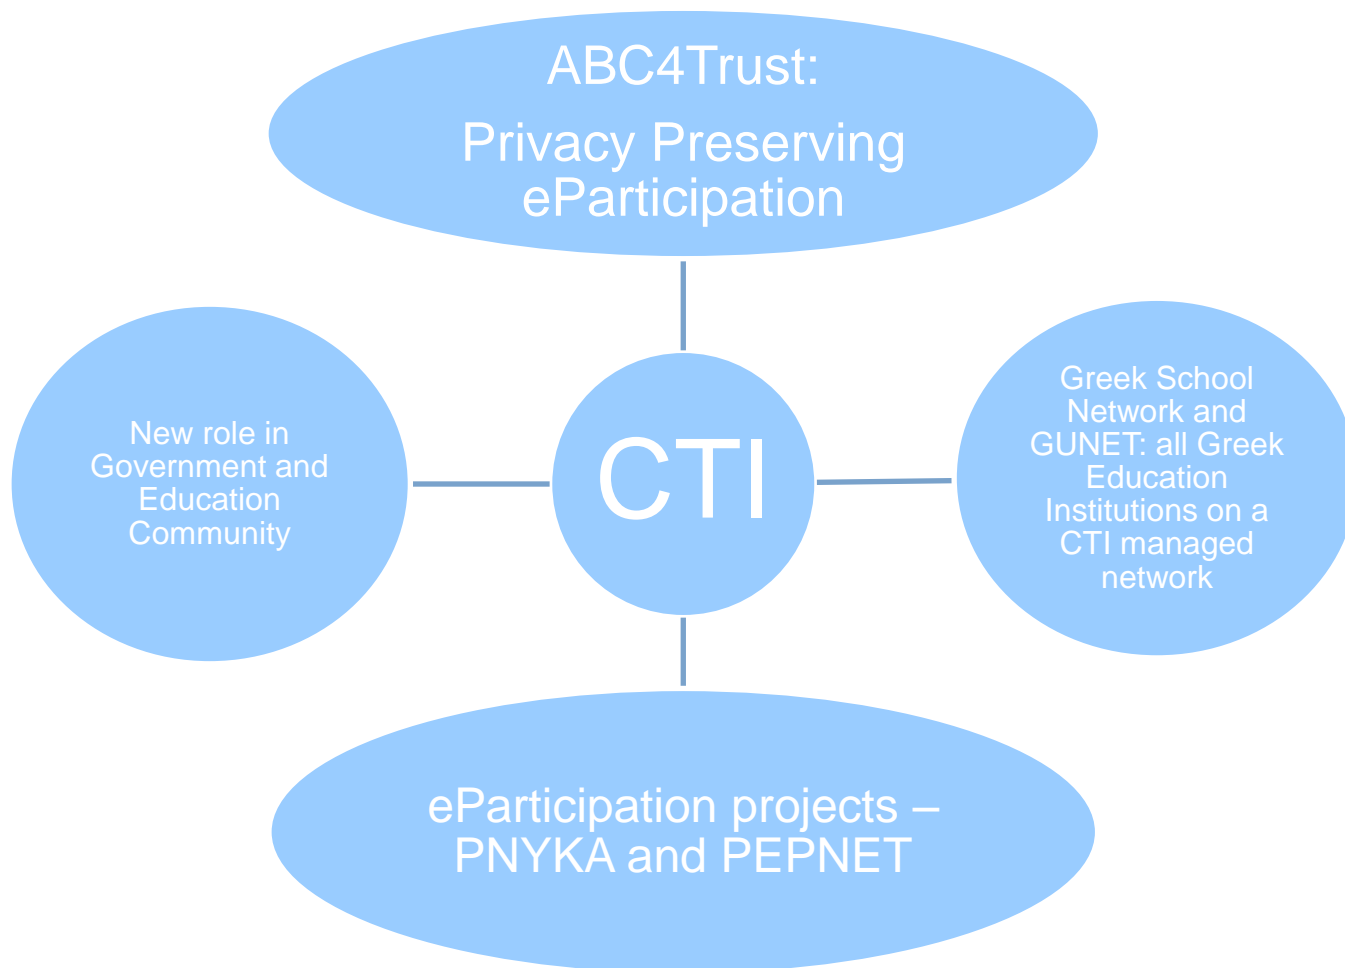 ABC4Trust:
Privacy Preserving
eParticipation
New role in
Government and
Education
Community
CTI
Greek School
Network and
GUNET: all Greek
Education
Institutions on a
CTI managed
network
eParticipation projects –
PNYKA and PEPNET